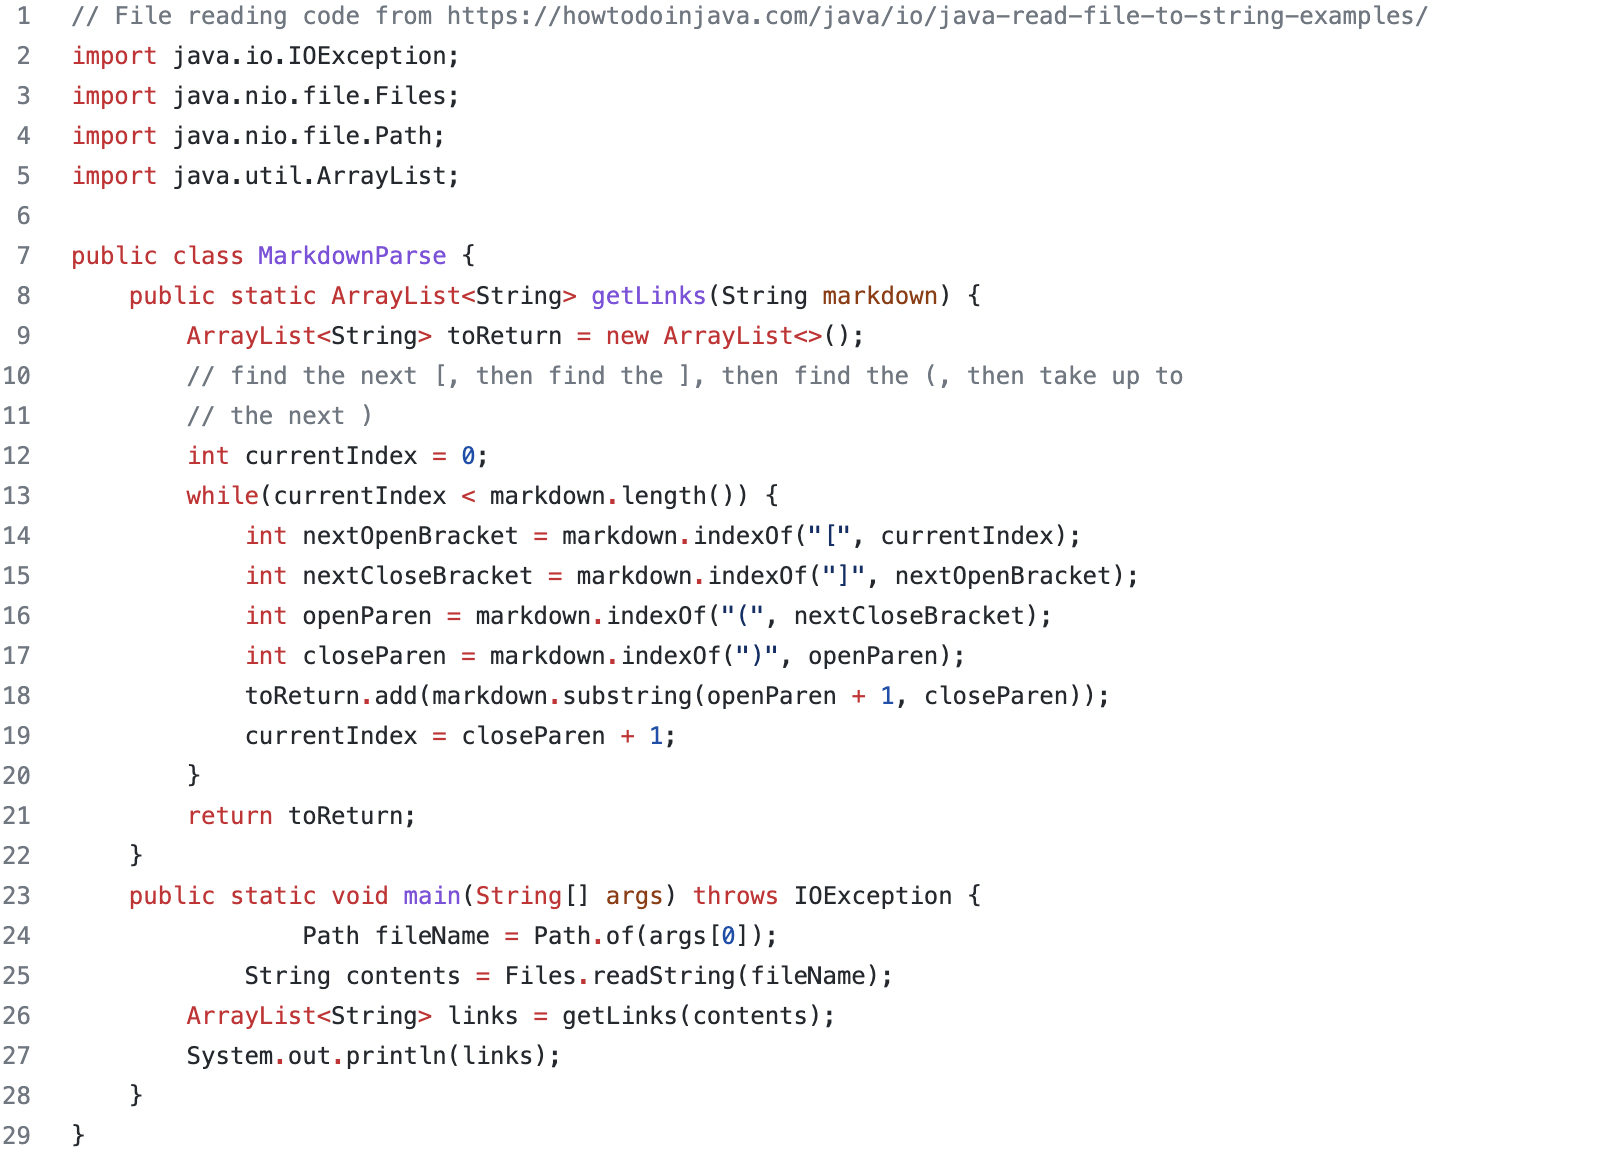 1 // File reading code from https://howtodoinjava.com/java/io/java-read-file-to-string-examples/
2 import java.io.IOException;
3 import java.nio.file.Files;
4 import java.nio.file.Path;
5 import java.util.ArrayList;
6
7 public class MarkdownParse {
8     public static ArrayList<String> getLinks(String markdown) {
9         ArrayList<String> toReturn = new ArrayList<>();
10         // find the next [, then find the ], then find the (, then take up to
11         // the next )
12         int currentIndex = 0;
13         while(currentIndex < markdown.length()) {
14             int nextOpenBracket = markdown.indexOf("[", currentIndex);
15             int nextCloseBracket = markdown.indexOf("]", nextOpenBracket);
16             int openParen = markdown.indexOf("(", nextCloseBracket);
17             int closeParen = markdown.indexOf(")", openParen);
18             toReturn.add(markdown.substring(openParen + 1, closeParen));
19             currentIndex = closeParen + 1;
20         }
21         return toReturn;
22     }
23     public static void main(String[] args) throws IOException {
24                 Path fileName = Path.of(args[0]);
25             String contents = Files.readString(fileName);
26         ArrayList<String> links = getLinks(contents);
27         System.out.println(links);
28     }
29 }